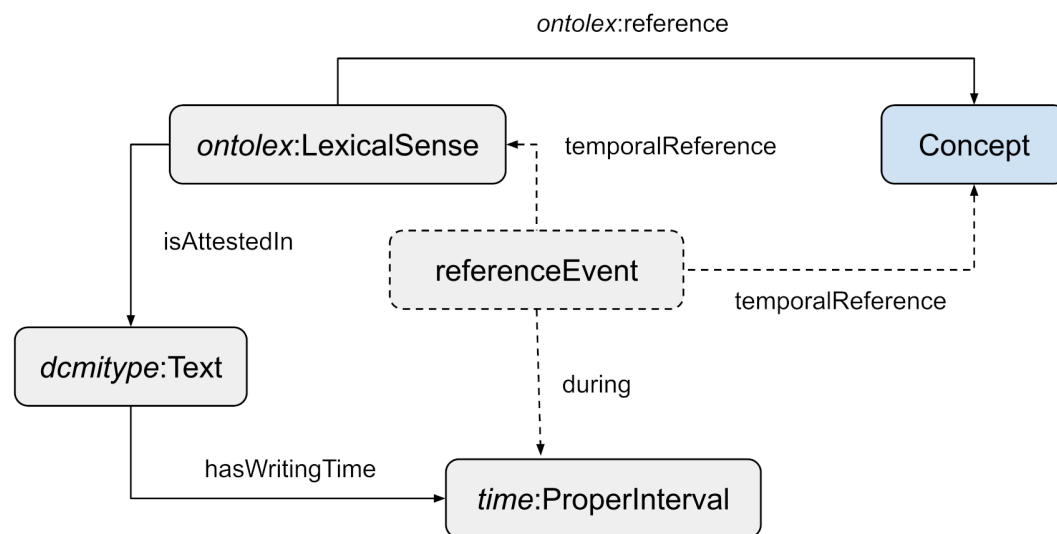 ontolex:reference
ontolex:LexicalSense
temporalReference
Concept
isAttestedIn
referenceEvent
temporalReference
dcmitype:Text
during
hasWritingTime
time:ProperInterval